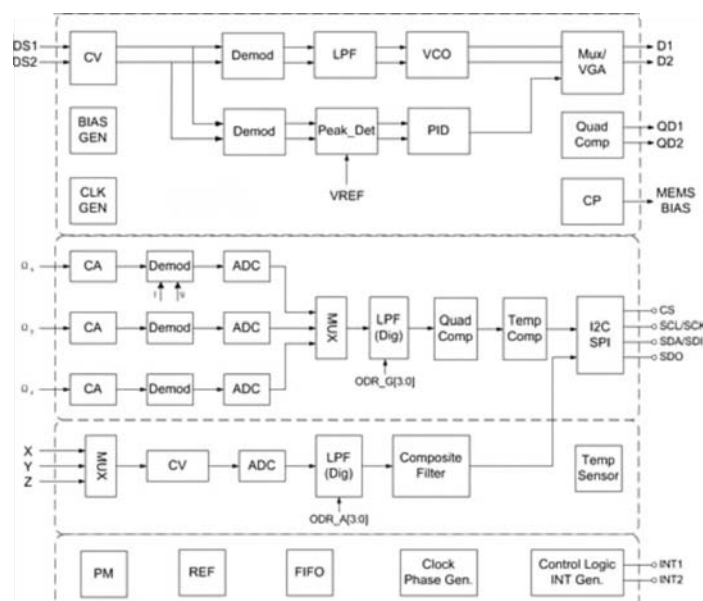 DS1
DS2
CV
Demod
LPF
VCO
Mux/
VGA
D1
D2
BIAS
GEN
Demod
Peak_Det
PID
Quad
Comp
QD1
QD2
CLK
GEN
VREF
CP
MEMS
BIAS
CA
Demod
ADC
CA
Demod
ADC
MUX
LPF
(Dig)
Quad
Comp
Temp
Comp
I2C
SPI
CS
SCL/SCK
SDA/SDI
SDO
CA
Demod
ADC
ODR_G[3:0]
X
Y
Z
MUX
CV
ADC
LPF
(Dig)
Composite
Filter
Temp
Sensor
ODR_A[3:0]
PM
REF
FIFO
Clock
Phase Gen.
Control Logic
INT Gen.
INT1
INT2